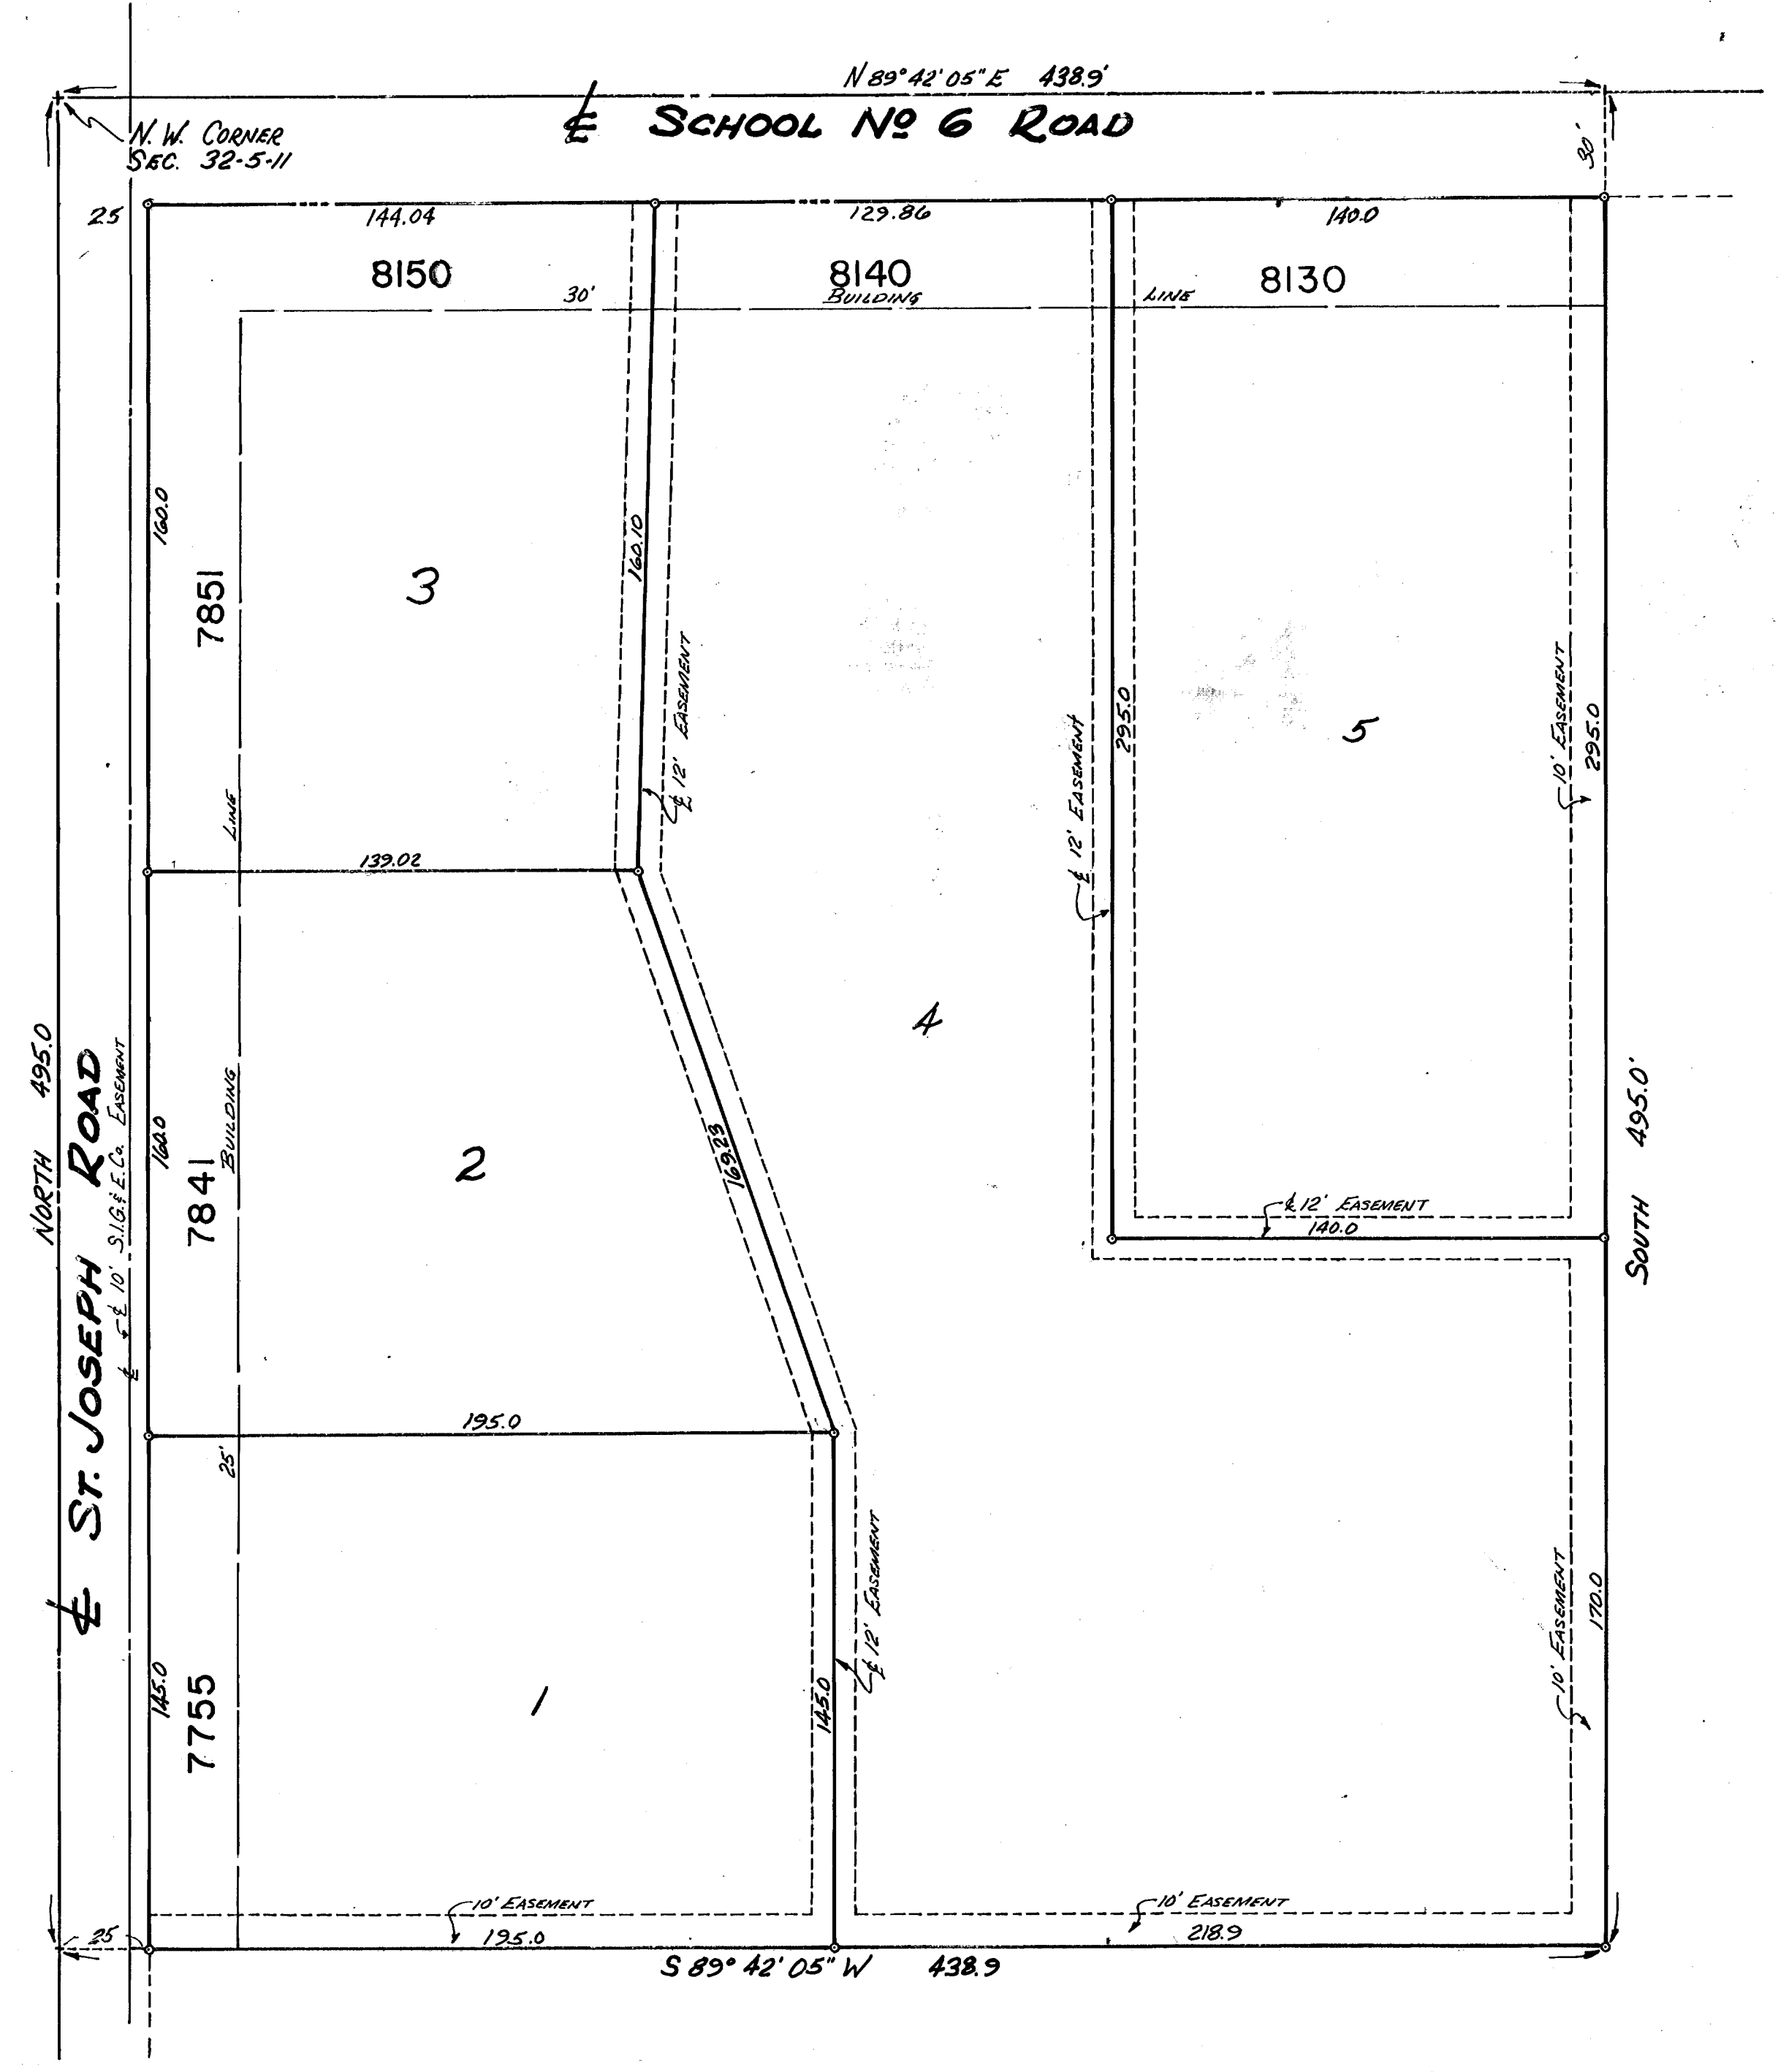 N 89° 42' 05" E 438.9'
℄ SCHOOL Nº 6 ROAD
N. W. CORNER
SEC. 32-5-11
30'
25
144.04
129.86
140.0
8150
8140
8130
30'
BUILDING
LINE
160.0
7851
3
160.10
℄ 12' EASEMENT
LINE
139.02
℄ 12' EASEMENT
295.0
5
10' EASEMENT
295.0
4
NORTH 495.0
℄ ST. JOSEPH ROAD
℄ 10' S.I.G.& E.Co. EASEMENT
℄
160.0
7841
BUILDING
2
169.23
℄ 12' EASEMENT
140.0
SOUTH 495.0'
195.0
25'
145.0
7755
1
145.0
℄ 12' EASEMENT
10' EASEMENT
170.0
10' EASEMENT
10' EASEMENT
25
195.0
218.9
S 89° 42' 05" W 438.9